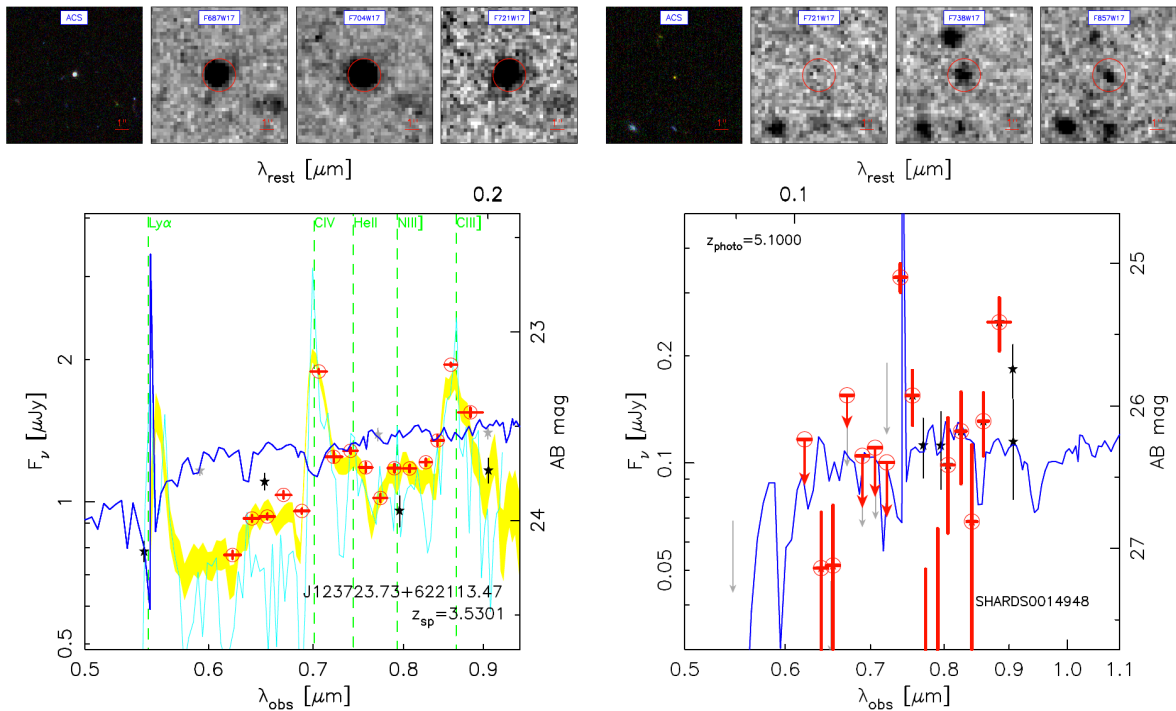 ACS F687W17 F704W17 F721W17 ACS F721W17 F738W17 F857W17
1" 1" 1" 1"
λrest [μm] λrest [μm]
0.2 0.1
Lyα CIV HeII NIII] CIII]
zphoto=5.1000
Fν [μJy]
2
1
0.5
AB mag
23
24
J123723.73+622113.47
zsp=3.5301
0.5 0.6 0.7 0.8 0.9
λobs [μm]
Fν [μJy]
0.2
0.1
0.05
AB mag
25
26
27
SHARDS0014948
0.5 0.6 0.7 0.8 0.9 1.0 1.1
λobs [μm]